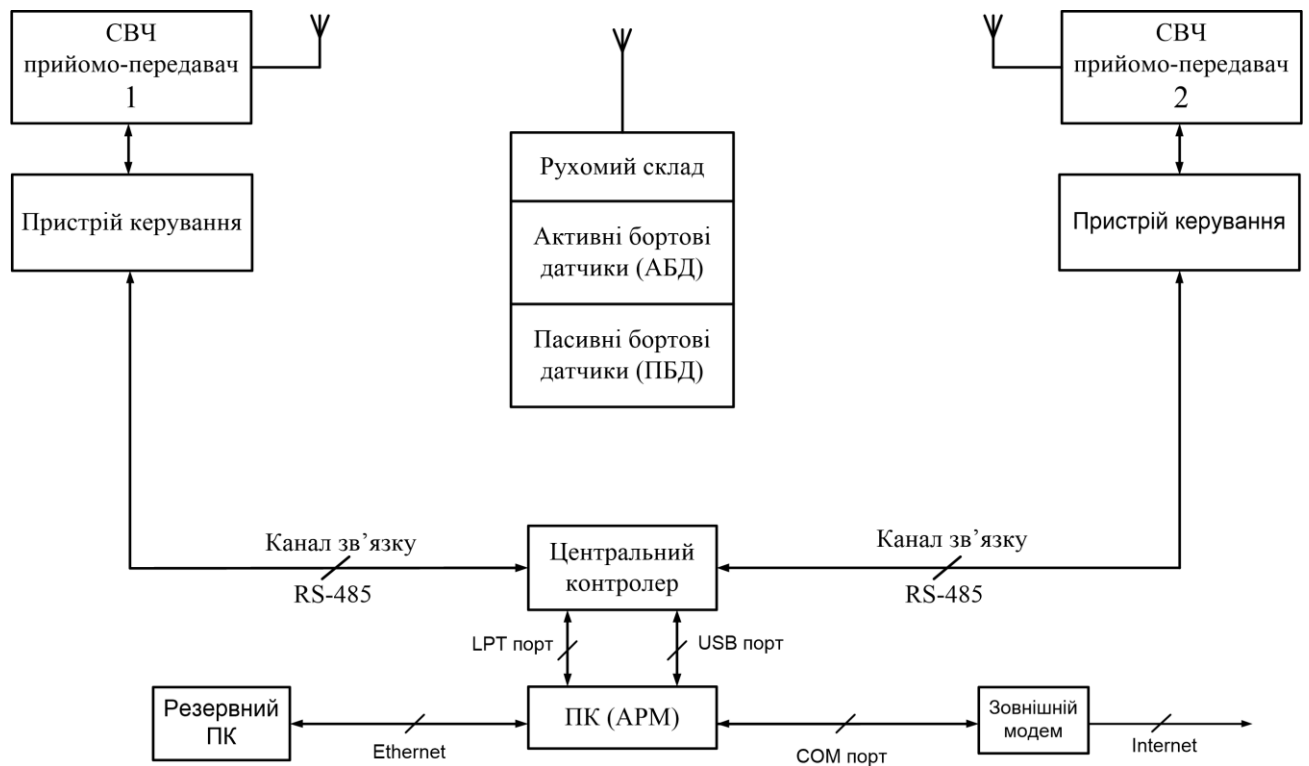 СВЧ
прийомо-передавач
1
СВЧ
прийомо-передавач
2
Рухомий склад
Пристрій керування
Пристрій керування
Активні бортові
датчики (АБД)
Пасивні бортові
датчики (ПБД)
Канал зв’язку
RS-485
Центральний
контролер
Канал зв’язку
RS-485
LPT порт
USB порт
Резервний
ПК
Ethernet
ПК (АРМ)
COM порт
Зовнішній
модем
Internet